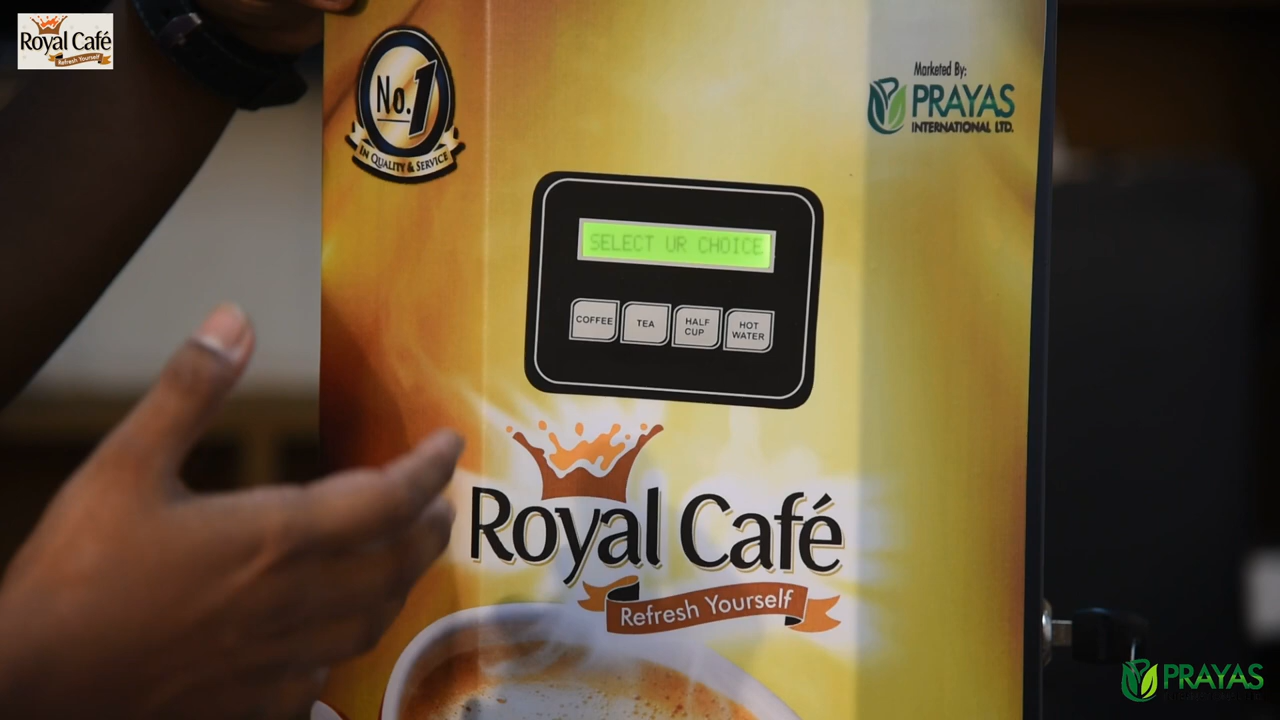 Royal Café
Refresh Yourself
No.1
IN QUALITY & SERVICE
Marketed By:
PRAYAS
INTERNATIONAL LTD.
SELECT UR CHOICE
COFFEE
TEA
HALF
CUP
HOT
WATER
Royal Café
Refresh Yourself
PRAYAS